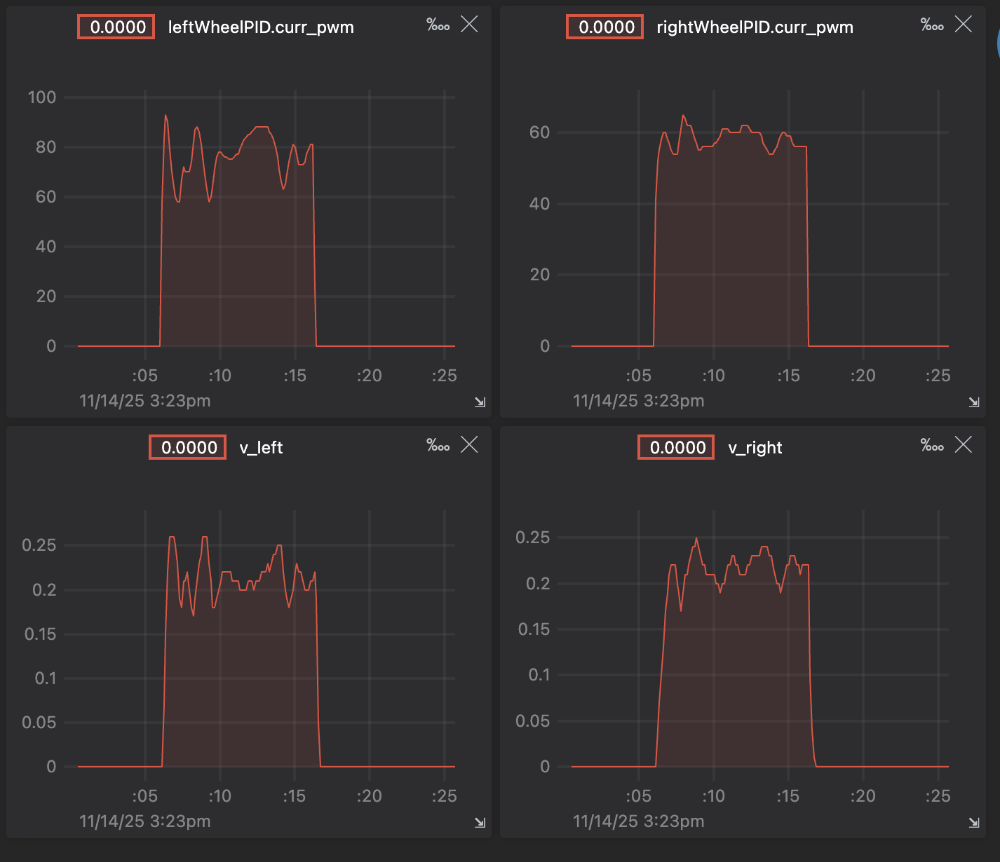 0.0000 leftWheelPID.curr_pwm ‰₀₀
100
80
60
40
20
0
:05 :10 :15 :20 :25
11/14/25 3:23pm
0.0000 rightWheelPID.curr_pwm ‰₀₀
60
40
20
0
:05 :10 :15 :20 :25
11/14/25 3:23pm
0.0000 v_left ‰₀₀
0.25
0.2
0.15
0.1
0.05
0
:05 :10 :15 :20 :25
11/14/25 3:23pm
0.0000 v_right ‰₀₀
0.25
0.2
0.15
0.1
0.05
0
:05 :10 :15 :20 :25
11/14/25 3:23pm